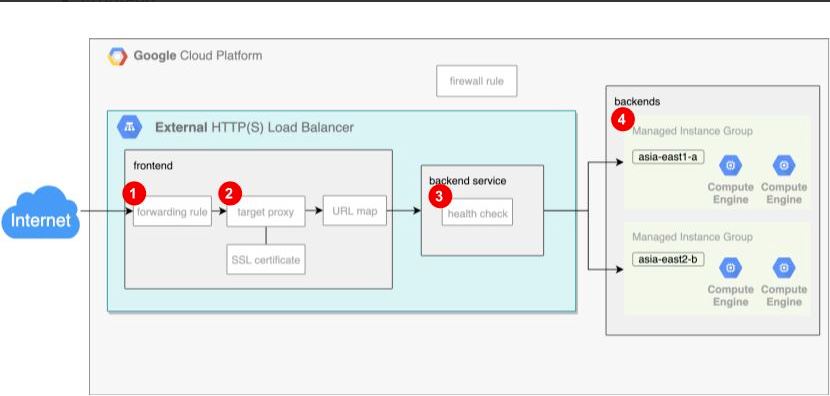 Google Cloud Platform
firewall rule
External HTTP(S) Load Balancer
frontend
1
forwarding rule
2
target proxy
URL map
SSL certificate
Internet
backend service
3
health check
backends
4
Managed Instance Group
asia-east1-a
Compute Engine
Compute Engine
Managed Instance Group
asia-east2-b
Compute Engine
Compute Engine